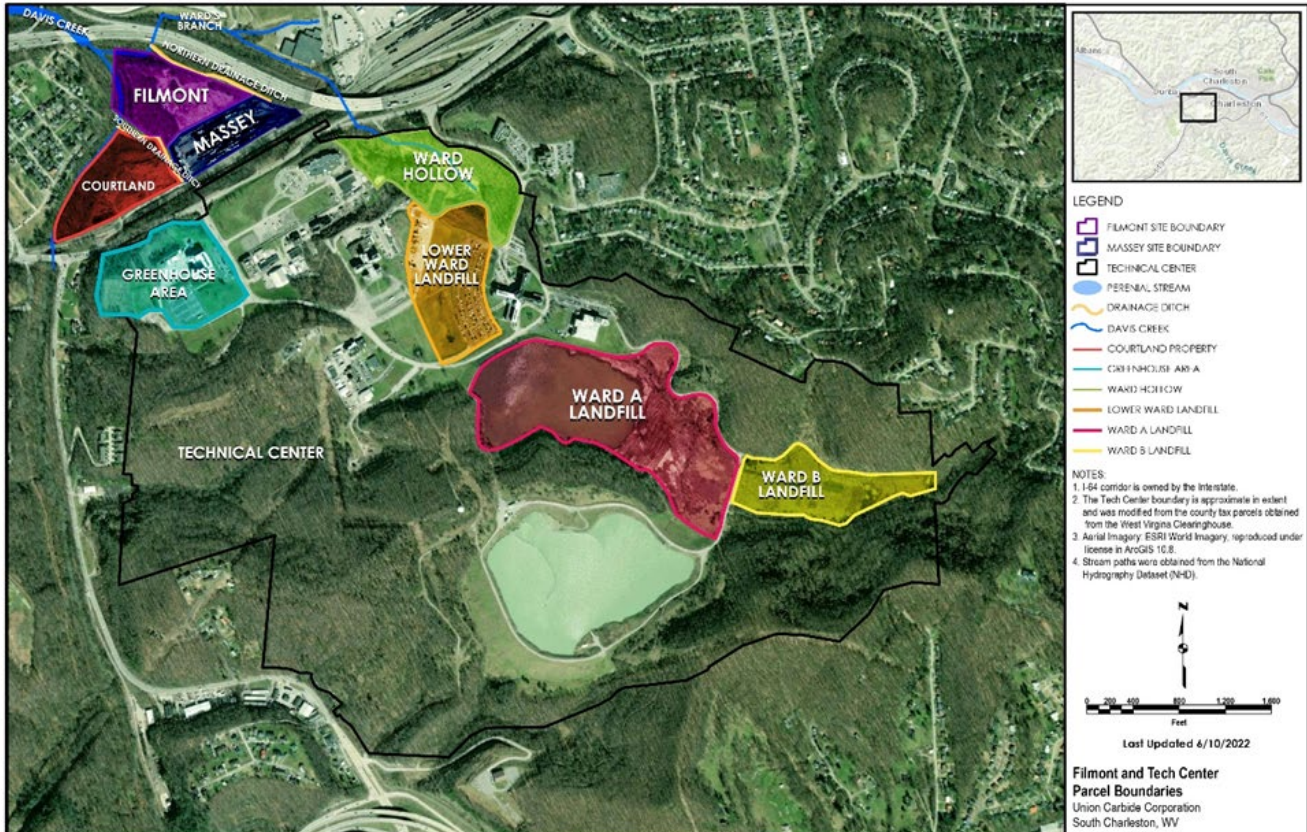 DAVIS CREEK
WARD'S
BRANCH
NORTHERN DRAINAGE DITCH
FILMONT
MASSEY
SOUTHERN DRAINAGE DITCH
COURTLAND
WARD
HOLLOW
LOWER
WARD
LANDFILL
GREENHOUSE
AREA
WARD A
LANDFILL
TECHNICAL CENTER
WARD B
LANDFILL
Albans
Dunbar
South
Charleston
Charleston
Davis Creek
LEGEND
FILMONT SITE BOUNDARY
MASSEY SITE BOUNDARY
TECHNICAL CENTER
PERENIAL STREAM
DRAINAGE DITCH
DAVIS CREEK
COURTLAND PROPERTY
GREENHOUSE AREA
WARD HOLLOW
LOWER WARD LANDFILL
WARD A LANDFILL
WARD B LANDFILL
NOTES:
1. I-64 corridor is owned by the Interstate.
2. The Tech Center boundary is approximate in extent
and was modified from the county tax parcels obtained
from the West Virgina Clearinghouse.
3. Aerial Imagery: ESRI World Imagery, reproduced under
license in ArcGIS 10.8.
4. Stream paths were obtained from the National
Hydrography Dataset (NHD).
N
0 200 400 800 1,200 1,600
Feet
Last Updated 6/10/2022
Filmont and Tech Center
Parcel Boundaries
Union Carbide Corporation
South Charleston, WV